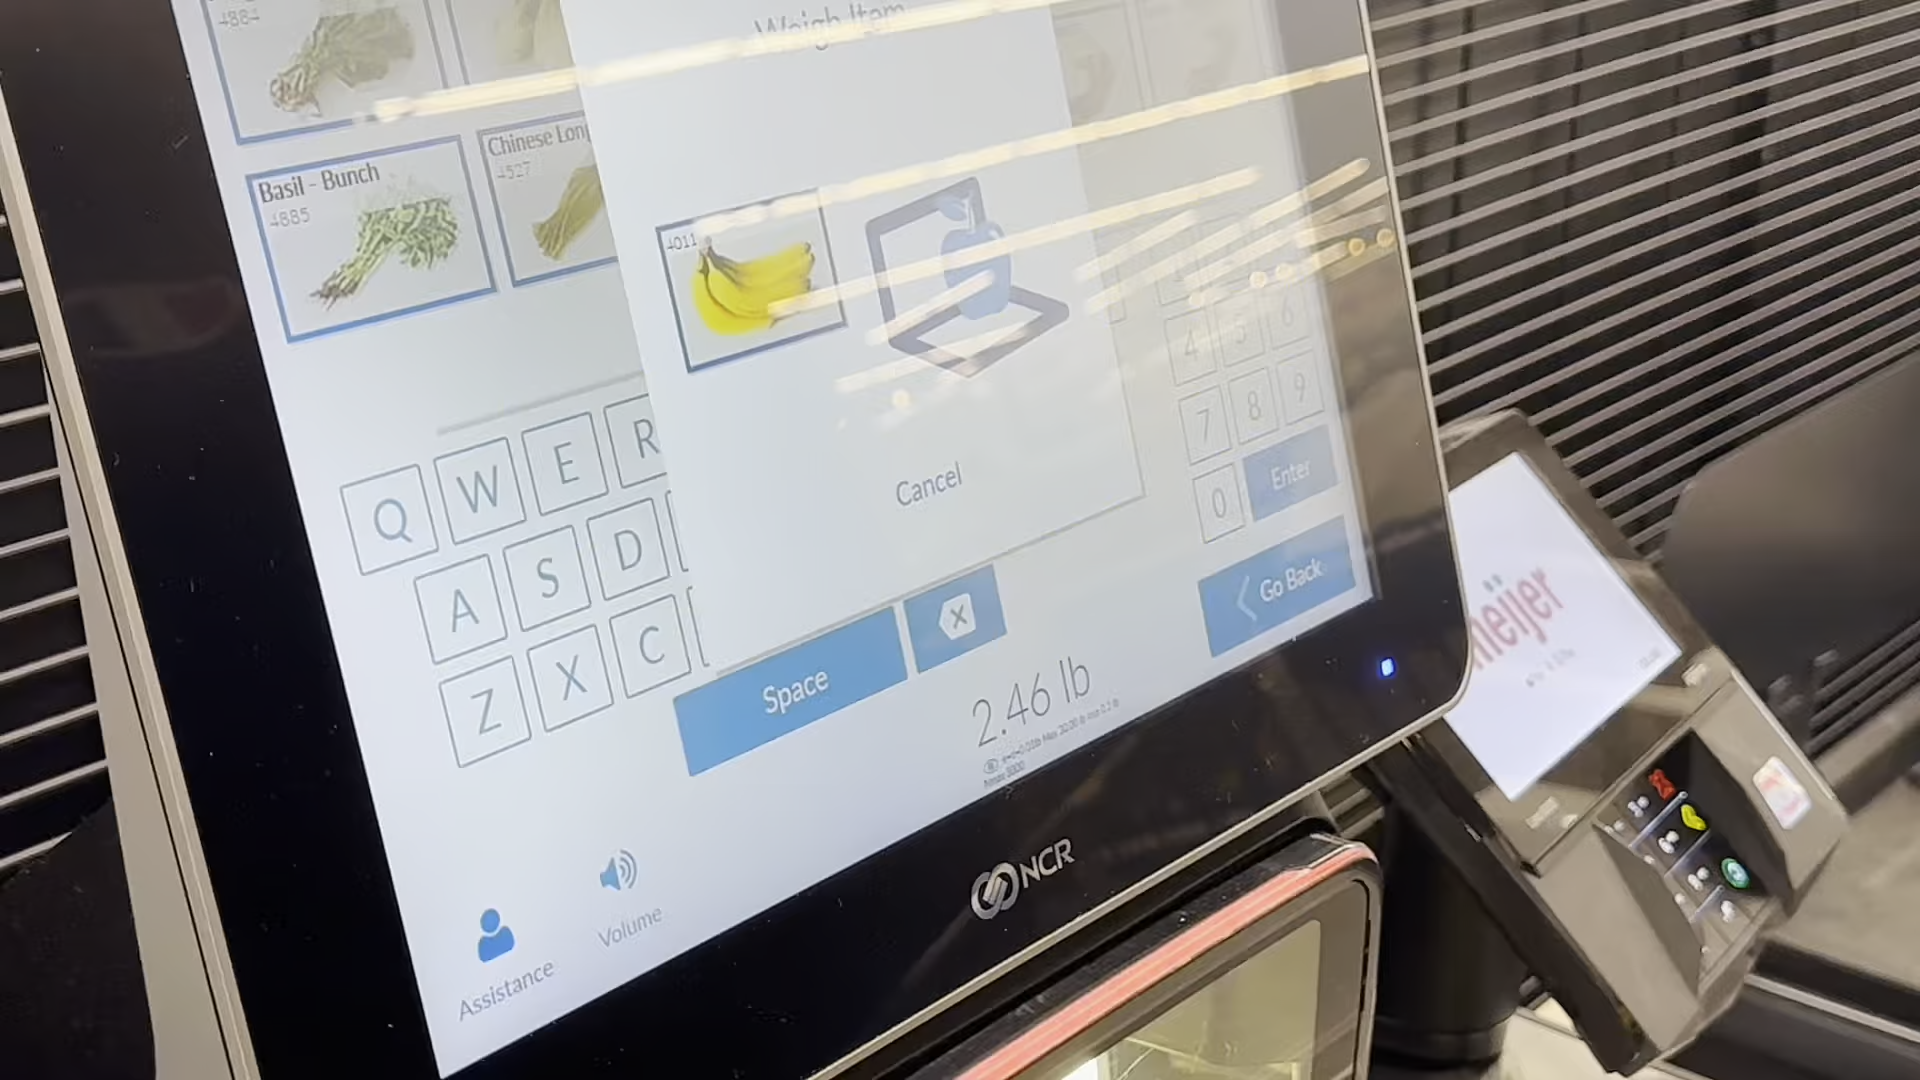 4884
Weigh Item
Basil - Bunch
4885
Chinese Long
4527
4011
4 5 6
7 8 9
0 Enter
Q W E R
A S D
Z X C
Cancel
Space
Go Back
2.46 lb
NCR
Volume
Assistance
meijer